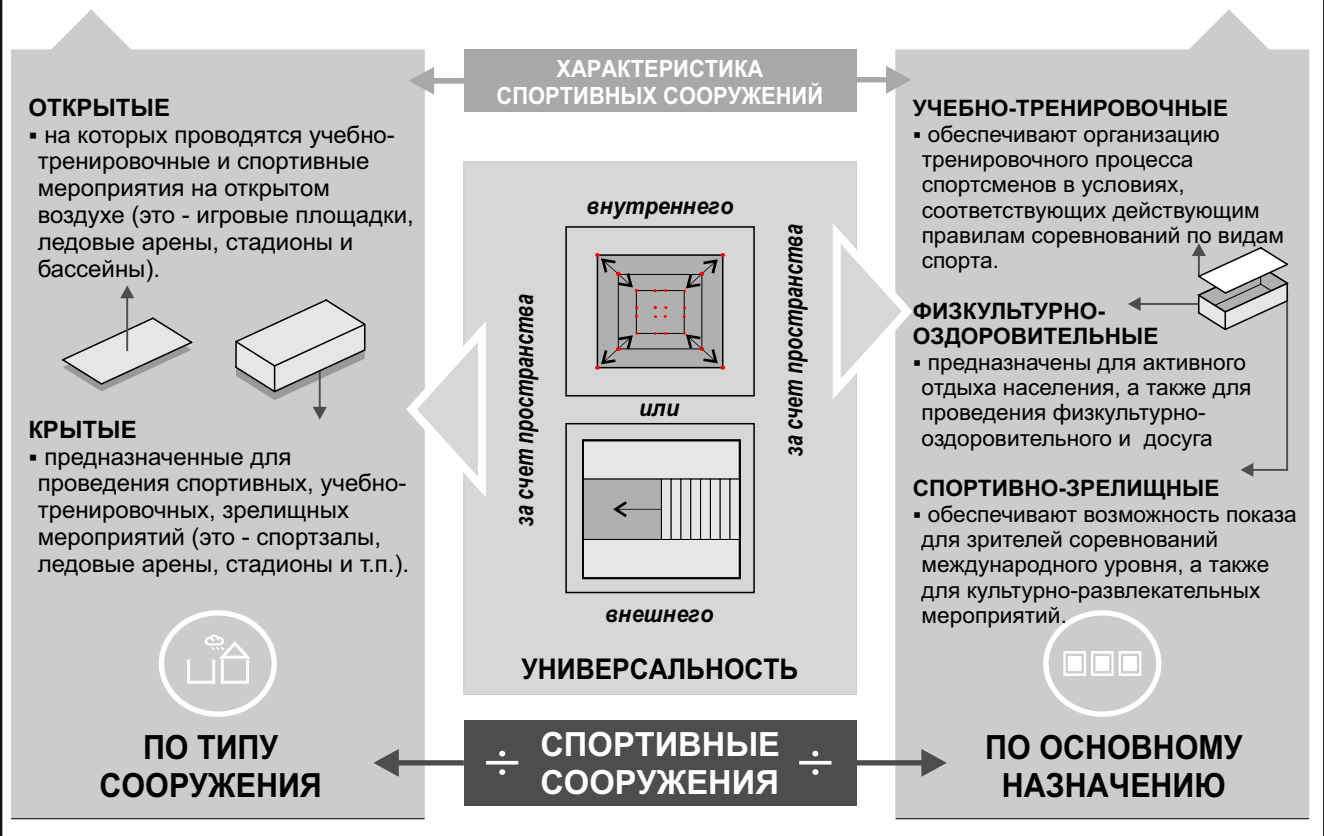 ХАРАКТЕРИСТИКА
СПОРТИВНЫХ СООРУЖЕНИЙ
ОТКРЫТЫЕ
▪ на которых проводятся учебно-
тренировочные и спортивные
мероприятия на открытом
воздухе (это - игровые площадки,
ледовые арены, стадионы и
бассейны).
КРЫТЫЕ
▪ предназначенные для
проведения спортивных, учебно-
тренировочных, зрелищных
мероприятий (это - спортзалы,
ледовые арены, стадионы и т.п.).
ПО ТИПУ
СООРУЖЕНИЯ
внутреннего
за счет пространства
или
за счет пространства
внешнего
УНИВЕРСАЛЬНОСТЬ
÷ СПОРТИВНЫЕ ÷
СООРУЖЕНИЯ
УЧЕБНО-ТРЕНИРОВОЧНЫЕ
▪ обеспечивают организацию
тренировочного процесса
спортсменов в условиях,
соответствующих действующим
правилам соревнований по видам
спорта.
ФИЗКУЛЬТУРНО-
ОЗДОРОВИТЕЛЬНЫЕ
▪ предназначены для активного
отдыха населения, а также для
проведения физкультурно-
оздоровительного и досуга
СПОРТИВНО-ЗРЕЛИЩНЫЕ
▪ обеспечивают возможность показа
для зрителей соревнований
международного уровня, а также
для культурно-развлекательных
мероприятий.
ПО ОСНОВНОМУ
НАЗНАЧЕНИЮ